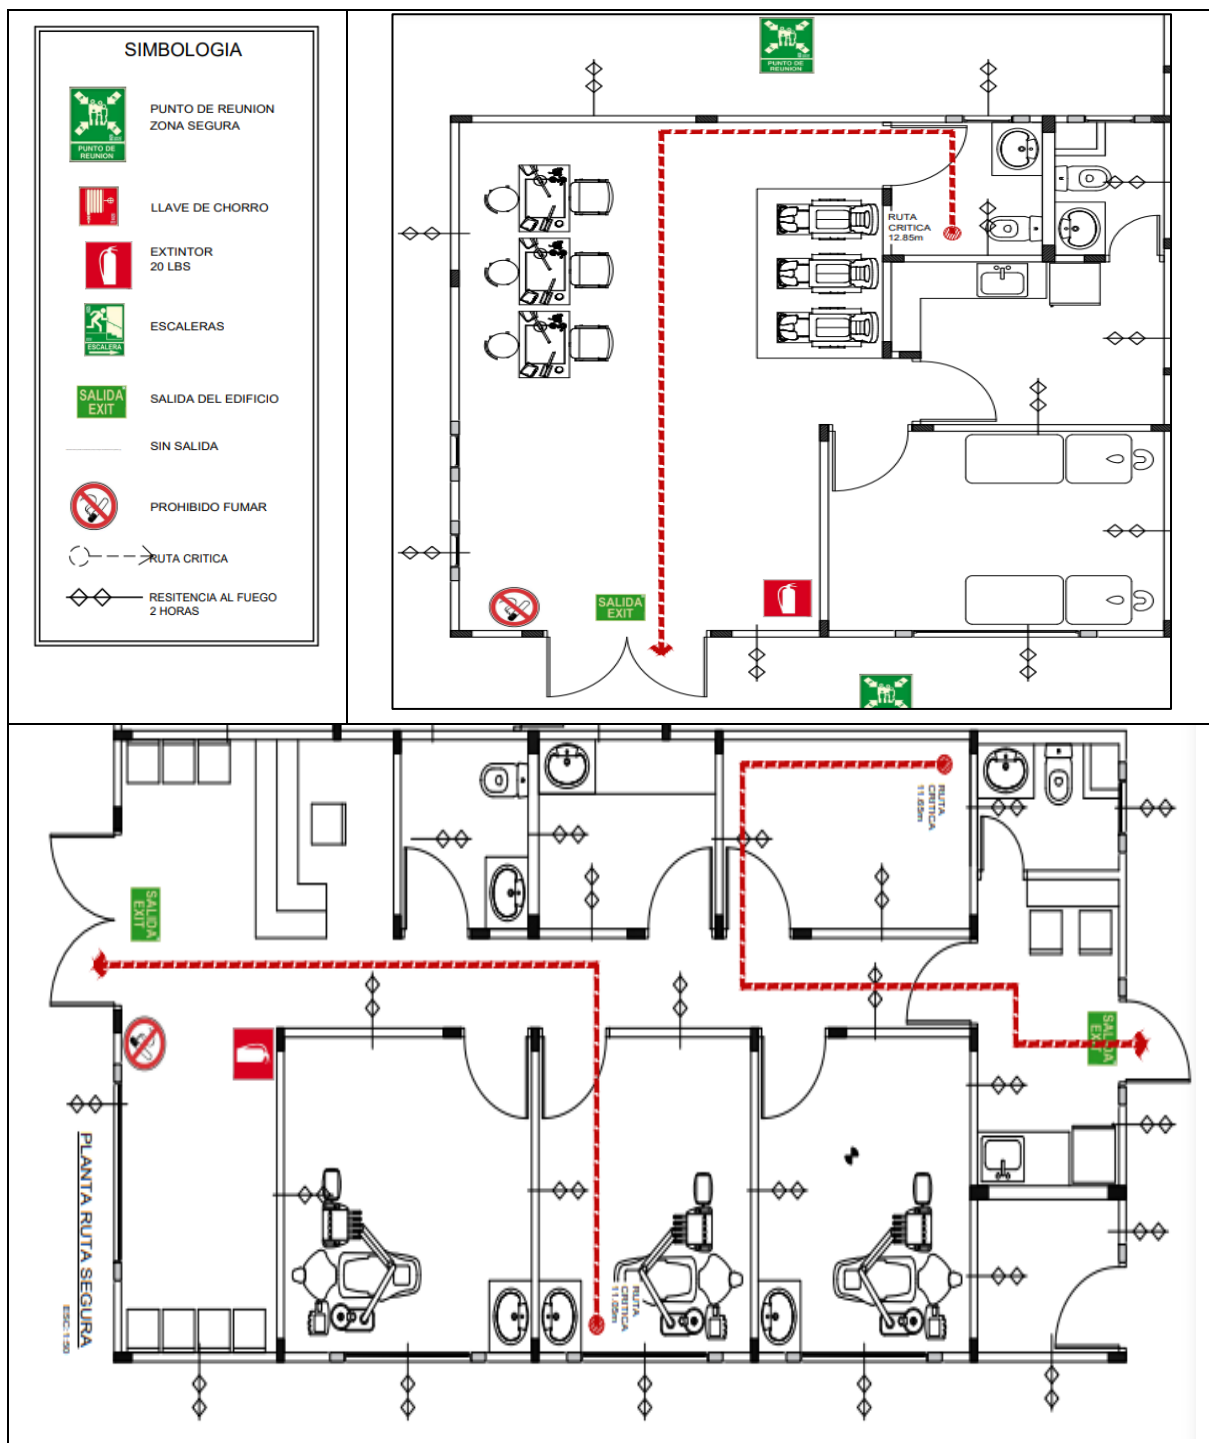 SIMBOLOGIA
PUNTO DE
REUNION
PUNTO DE REUNION
ZONA SEGURA
LLAVE DE CHORRO
EXTINTOR
20 LBS
ESCALERA
ESCALERAS
SALIDA
EXIT
SALIDA DEL EDIFICIO
SIN SALIDA
PROHIBIDO FUMAR
RUTA CRITICA
RESITENCIA AL FUEGO
2 HORAS
PUNTO DE
REUNION
RUTA
CRITICA
12.85m
SALIDA
EXIT
RUTA
CRITICA
11.65m
SALIDA
EXIT
SALIDA
EXIT
RUTA
CRITICA
11.05m
PLANTA RUTA SEGURA
ESC:1:50